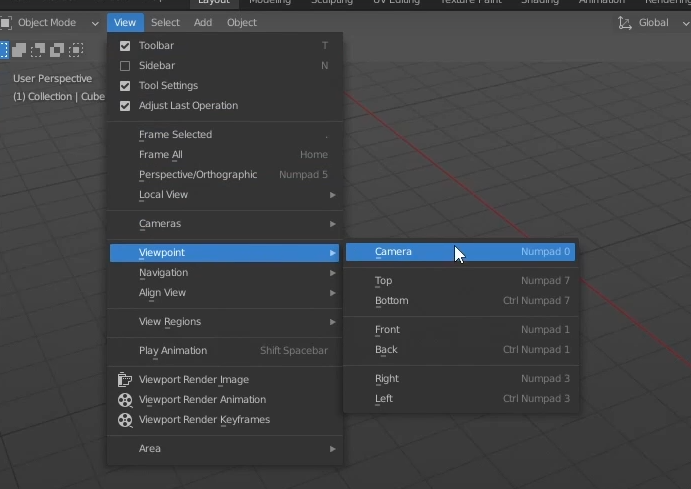 Layout Modeling Sculpting UV Editing Texture Paint Shading Animation Rendering
Object Mode View Select Add Object Global
User Perspective
(1) Collection | Cube
Toolbar T
Sidebar N
Tool Settings
Adjust Last Operation
Frame Selected .
Frame All Home
Perspective/Orthographic Numpad 5
Local View
Cameras
Viewpoint
Navigation
Align View
View Regions
Play Animation Shift Spacebar
Viewport Render Image
Viewport Render Animation
Viewport Render Keyframes
Area
Camera Numpad 0
Top Numpad 7
Bottom Ctrl Numpad 7
Front Numpad 1
Back Ctrl Numpad 1
Right Numpad 3
Left Ctrl Numpad 3